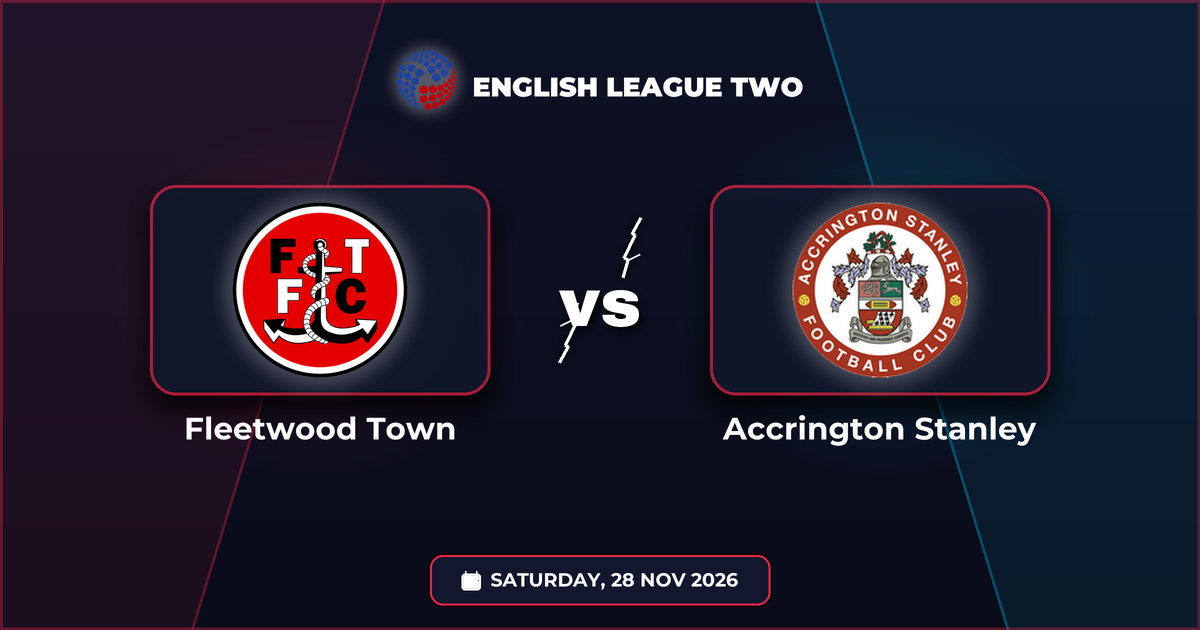 ENGLISH LEAGUE TWO
F T
F C
vs
ACCRINGTON STANLEY
FOOTBALL CLUB
Fleetwood Town
Accrington Stanley
SATURDAY, 28 NOV 2026